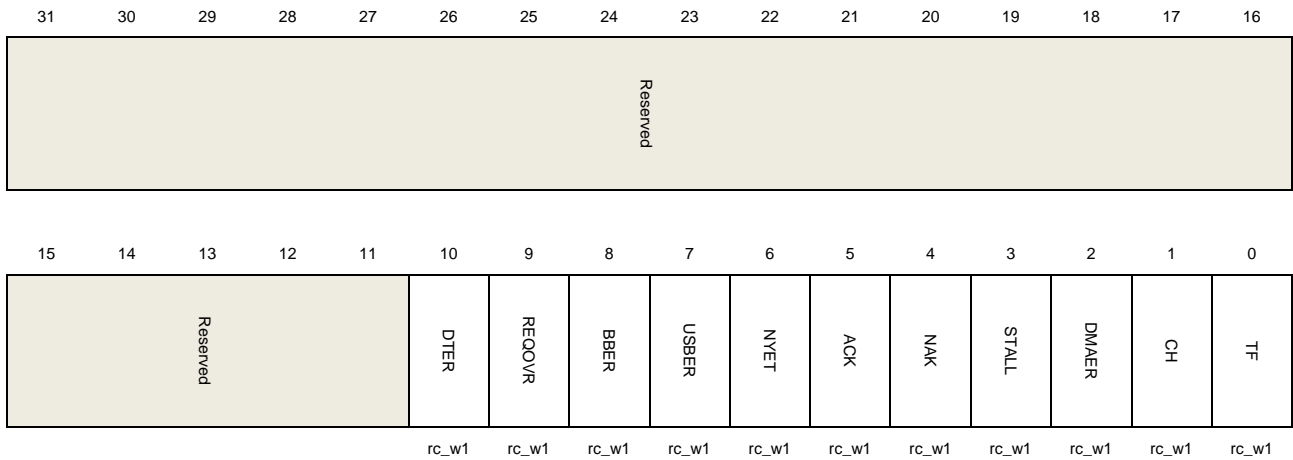 31 30 29 28 27 26 25 24 23 22 21 20 19 18 17 16
Reserved
15 14 13 12 11 10 9 8 7 6 5 4 3 2 1 0
Reserved DTER REQOVR BBER USBER NYET ACK NAK STALL DMAER CH TF
rc_w1 rc_w1 rc_w1 rc_w1 rc_w1 rc_w1 rc_w1 rc_w1 rc_w1 rc_w1 rc_w1